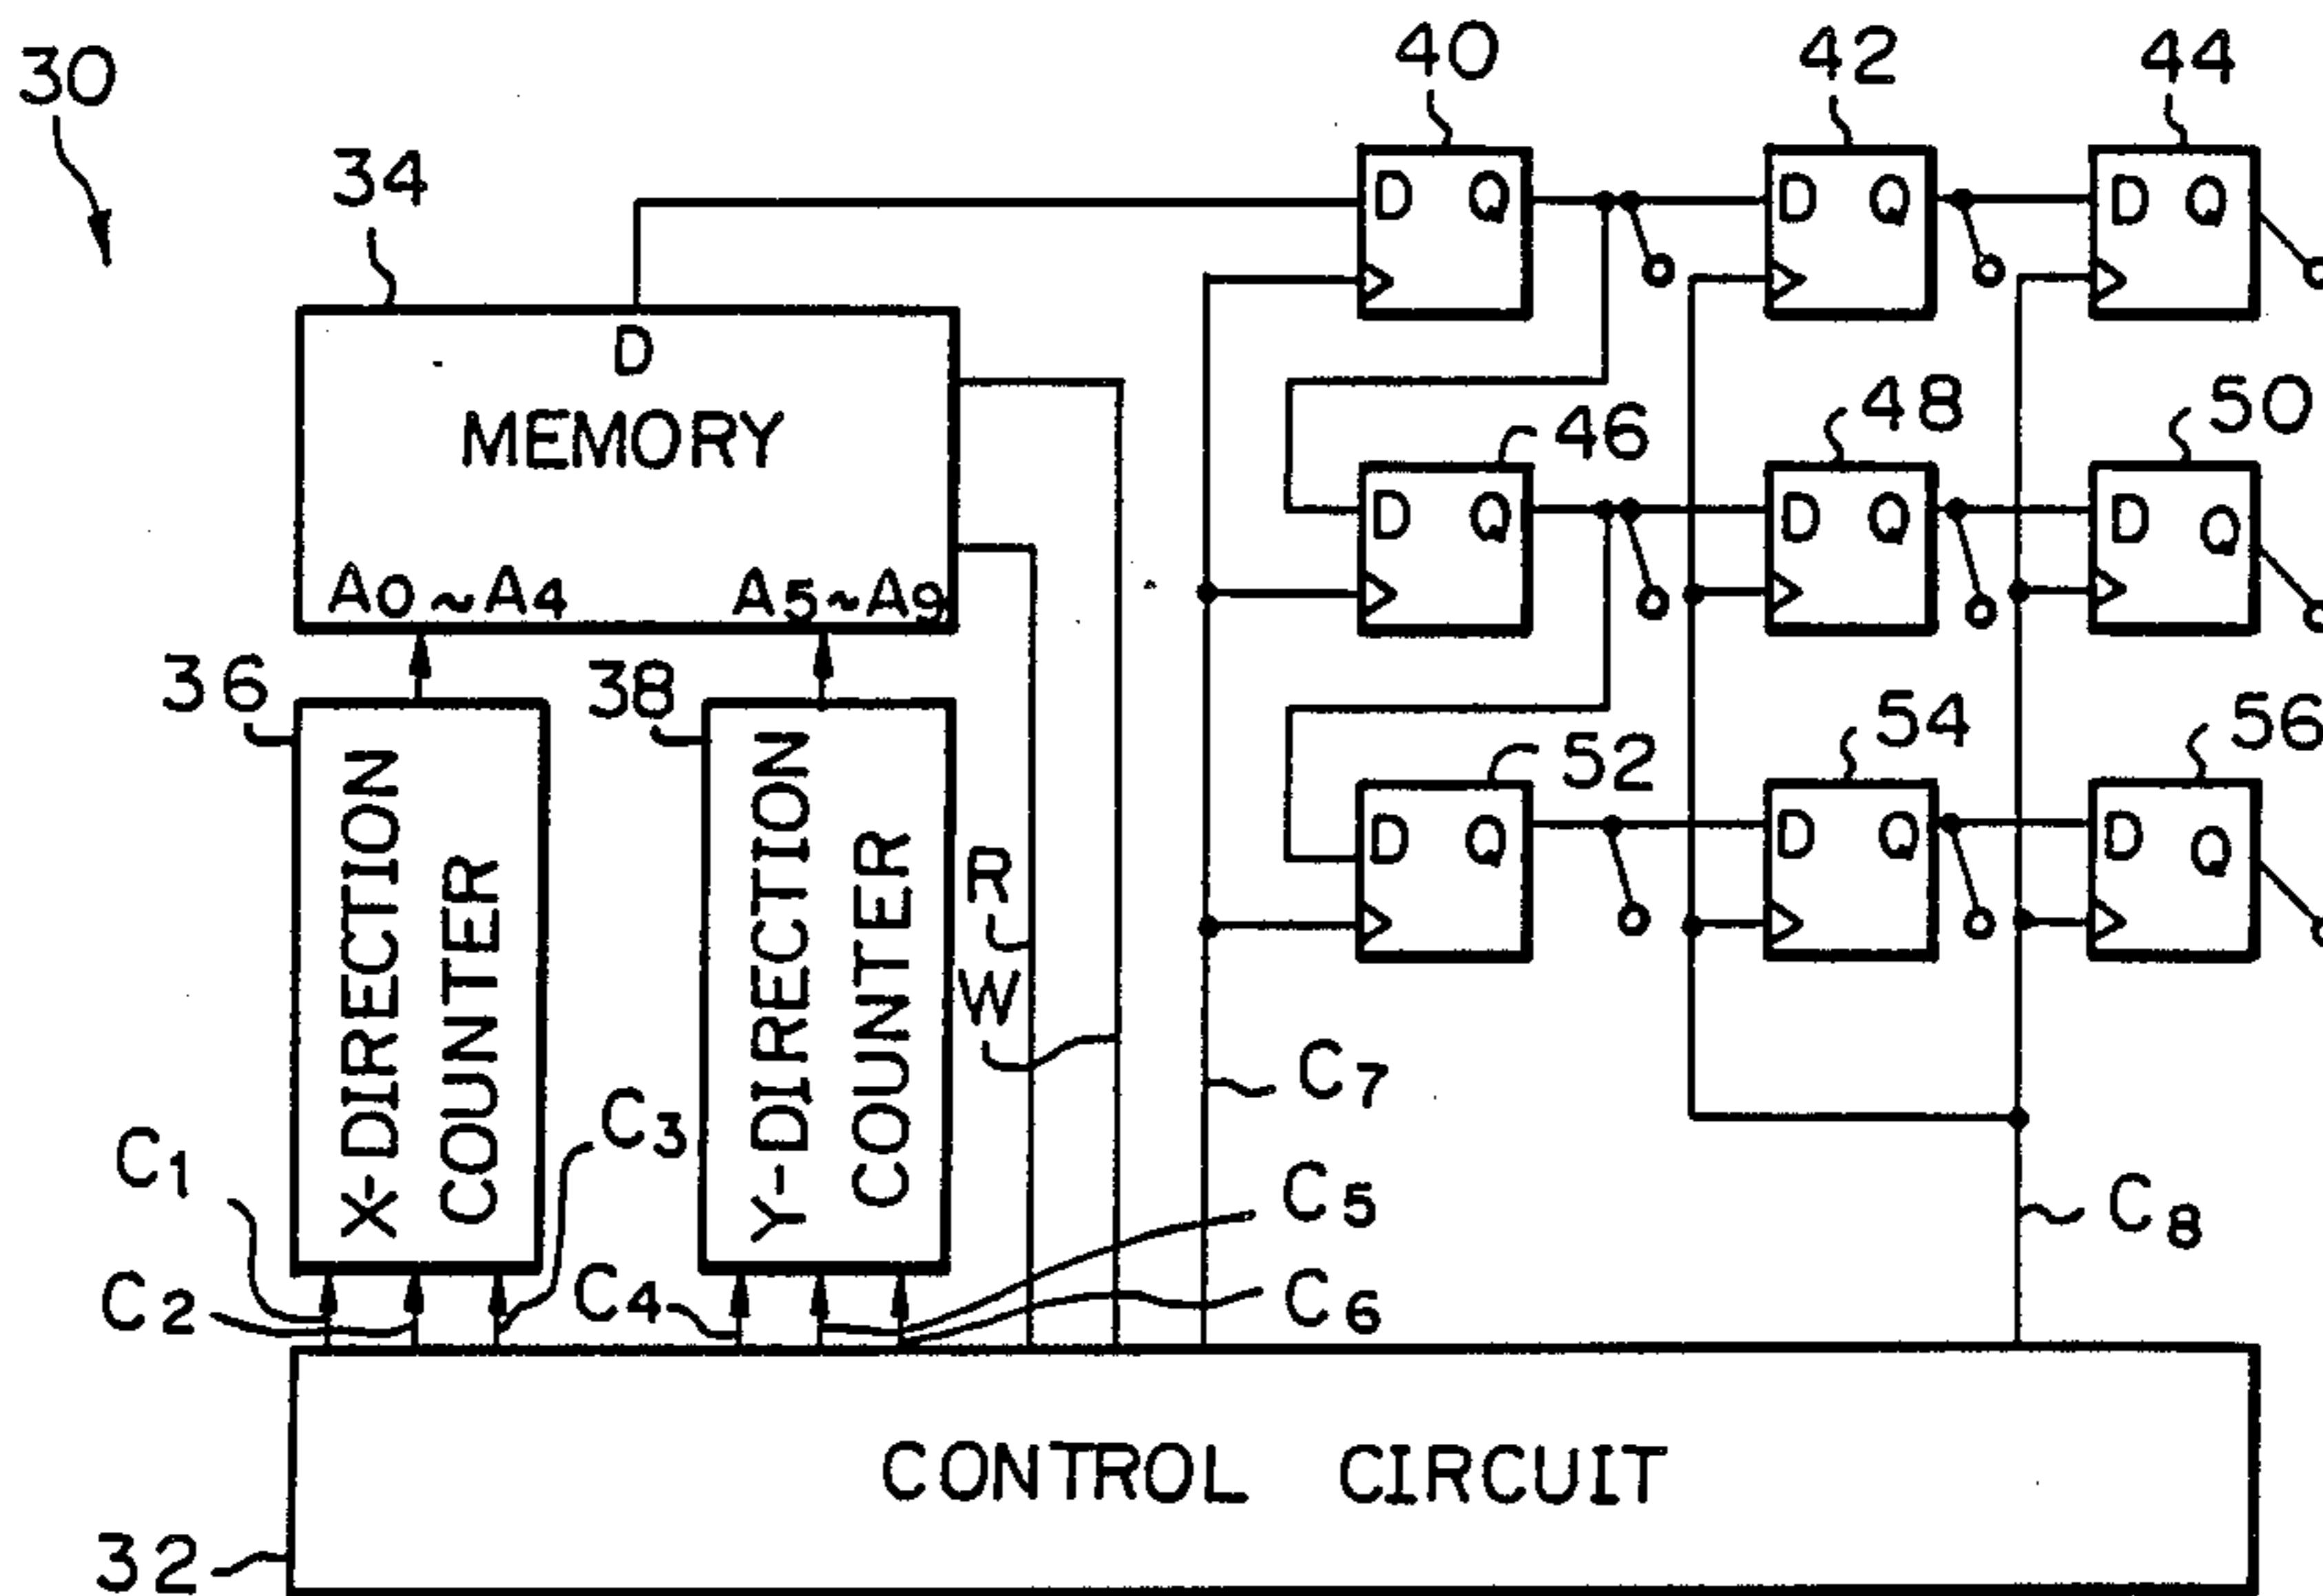 30
40
42
44
34
D Q
D Q
D Q
D
MEMORY
A0~A4
A5~A9
46
48
50
D Q
D Q
D Q
36
38
52
54
56
D Q
D Q
D Q
X-DIRECTION
COUNTER
Y-DIRECTION
COUNTER
R
W
C7
C1
C3
C5
C8
C2
C4
C6
CONTROL CIRCUIT
32